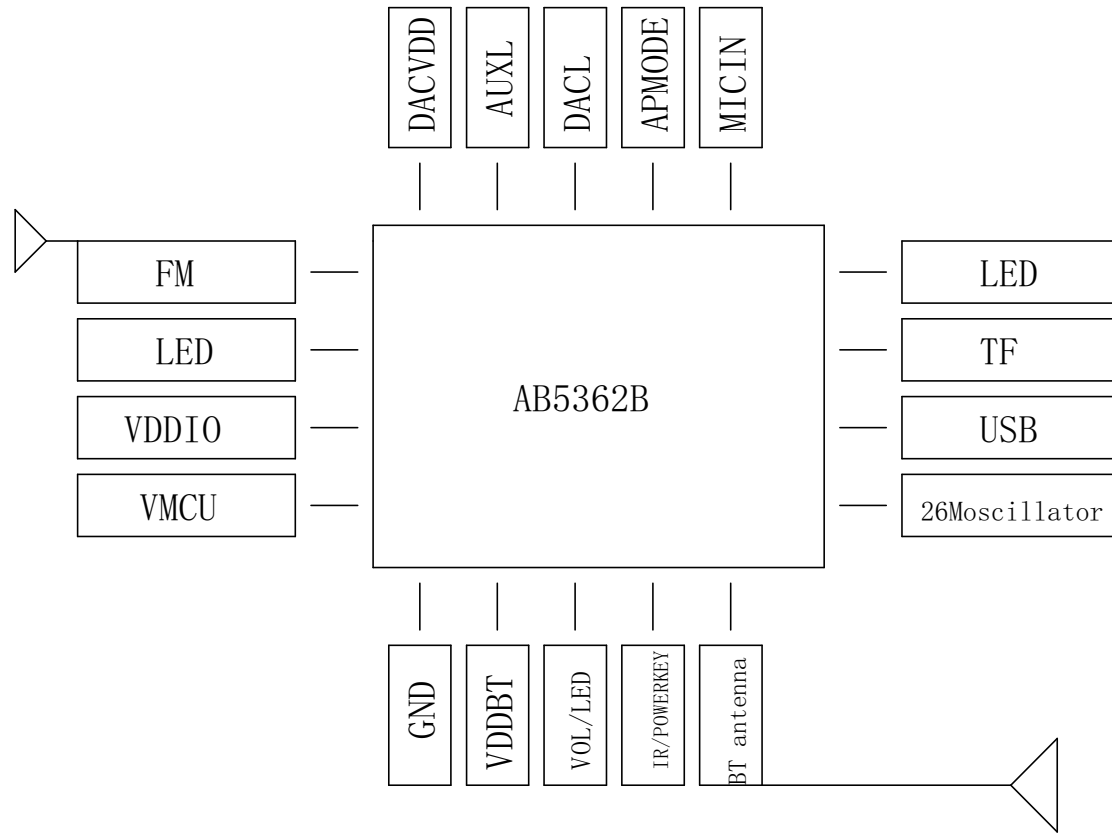 DACVDD
AUXL
DACL
APMODE
MICIN
FM
LED
VDDIO
VMCU
AB5362B
LED
TF
USB
26Moscillator
GND
VDDBT
VOL/LED
IR/POWERKEY
BT antenna